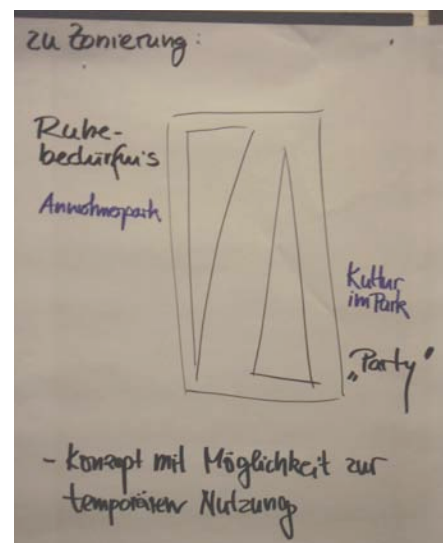 zu Zonierung:
Ruhe-
bedürfnis
Anwohnerpark
Kultur
im Park
„Party"
- Konzept mit Möglichkeit zur
temporären Nutzung